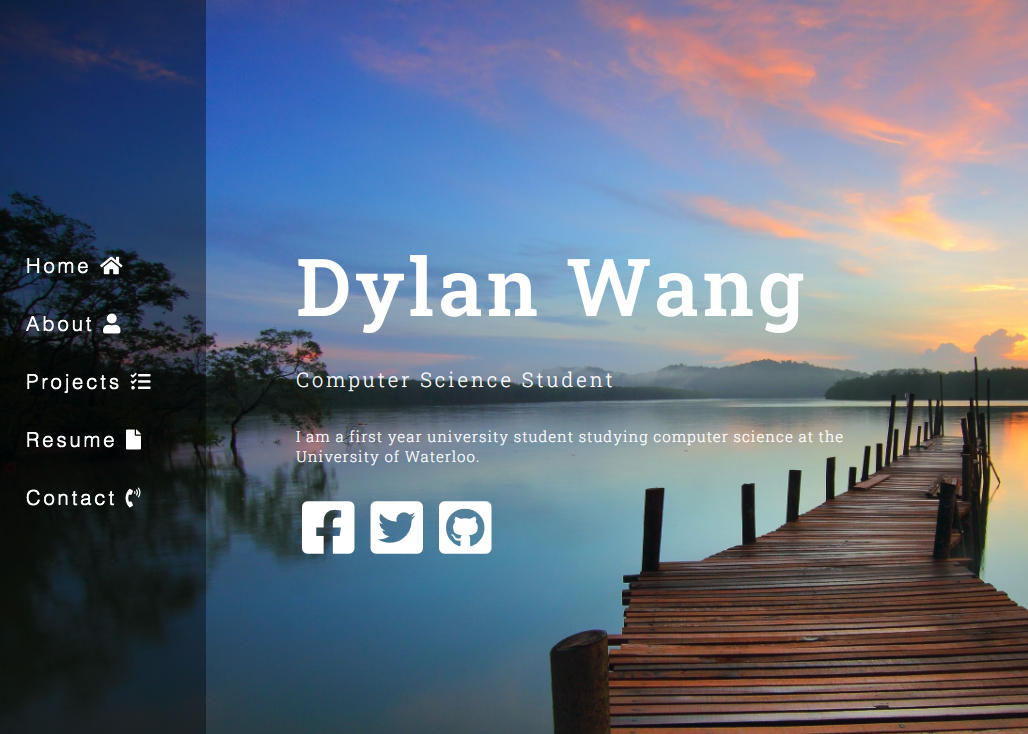 Home
About
Projects
Resume
Contact
Dylan Wang
Computer Science Student
I am a first year university student studying computer science at the
University of Waterloo.